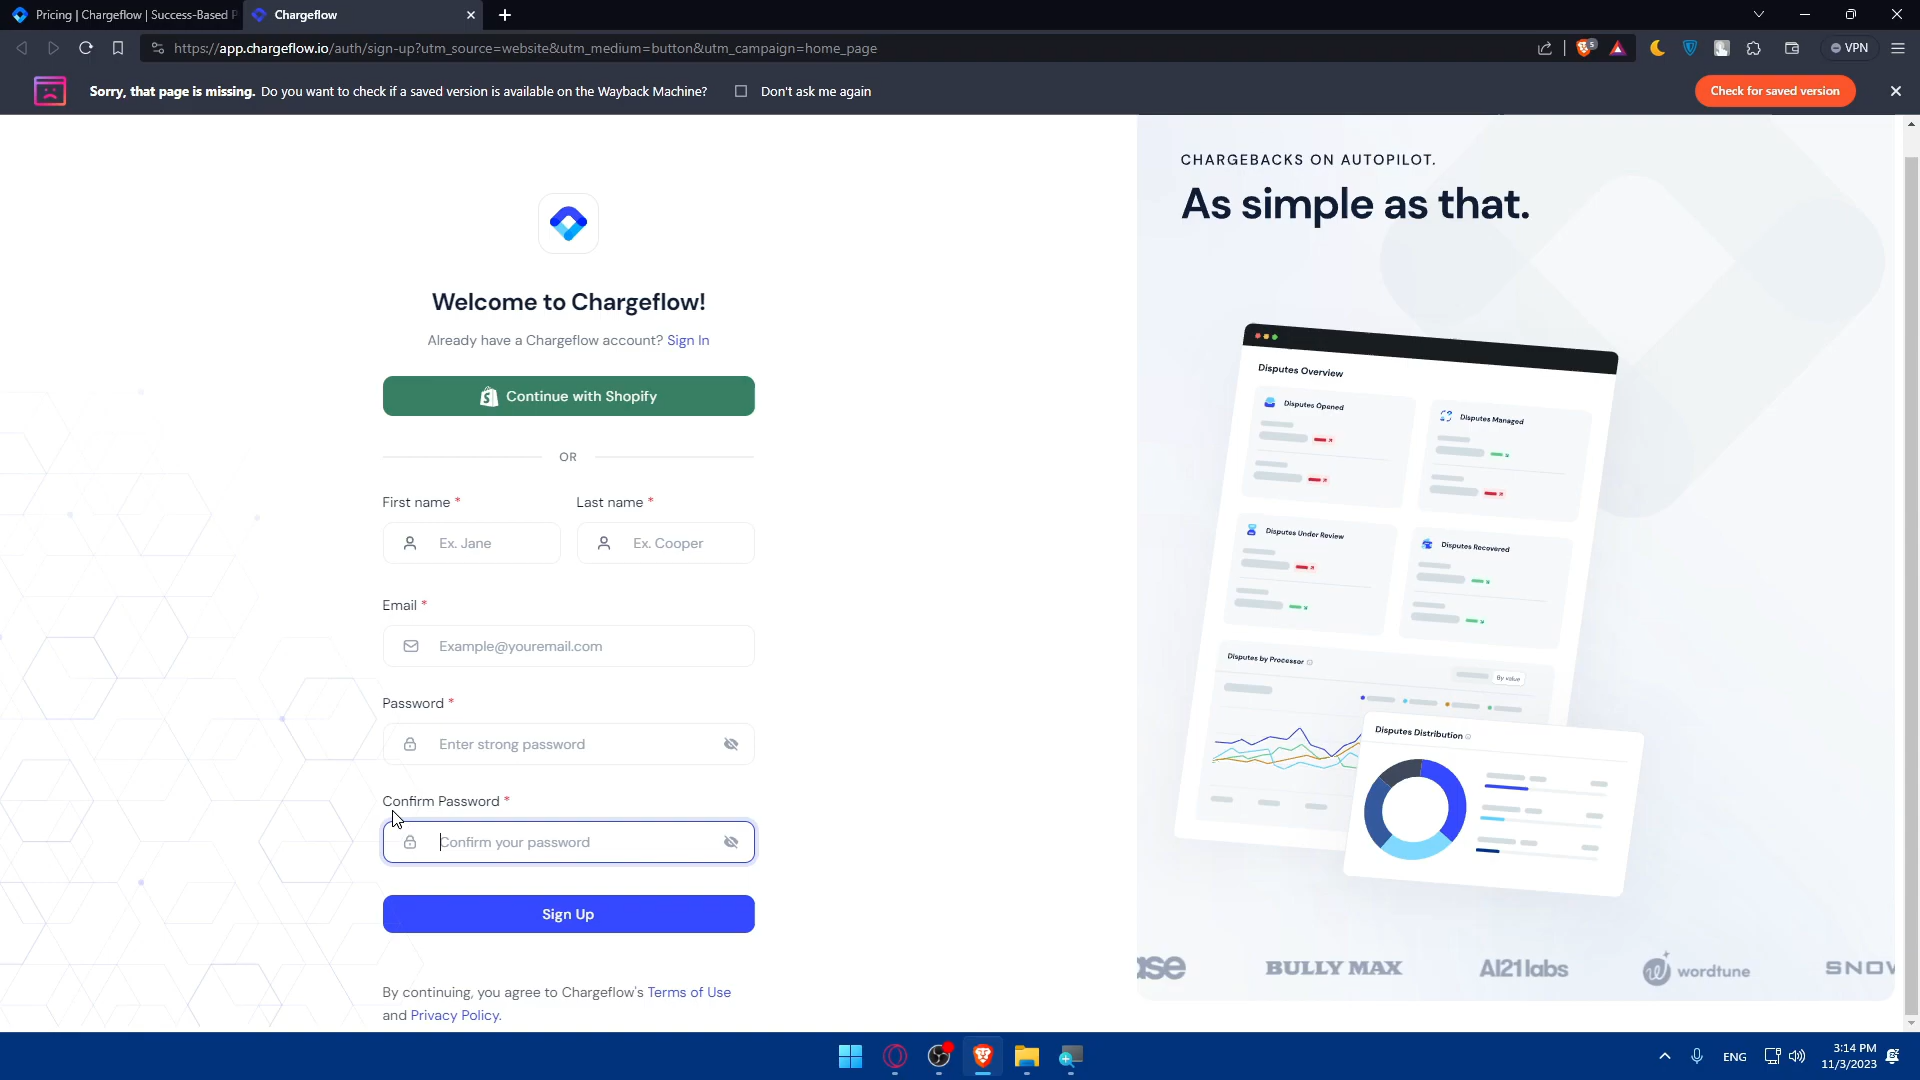 Pricing | Chargeflow | Success-Based P
Chargeflow
https://app.chargeflow.io/auth/sign-up?utm_source=website&utm_medium=button&utm_campaign=home_page
5
VPN
Sorry, that page is missing. Do you want to check if a saved version is available on the Wayback Machine?
Don't ask me again
Check for saved version
Welcome to Chargeflow!
Already have a Chargeflow account? Sign In
Continue with Shopify
OR
First name *
Last name *
Ex. Jane
Ex. Cooper
Email *
Example@youremail.com
Password *
Enter strong password
Confirm Password *
Confirm your password
Sign Up
By continuing, you agree to Chargeflow's Terms of Use
and Privacy Policy.
CHARGEBACKS ON AUTOPILOT.
As simple as that.
Disputes Overview
Disputes Opened
Disputes Managed
Disputes Under Review
Disputes Recovered
Disputes by Processor
By value
Disputes Distribution
ase
BULLY MAX
AI21labs
wordtune
SNOW
ENG
3:14 PM
11/3/2023